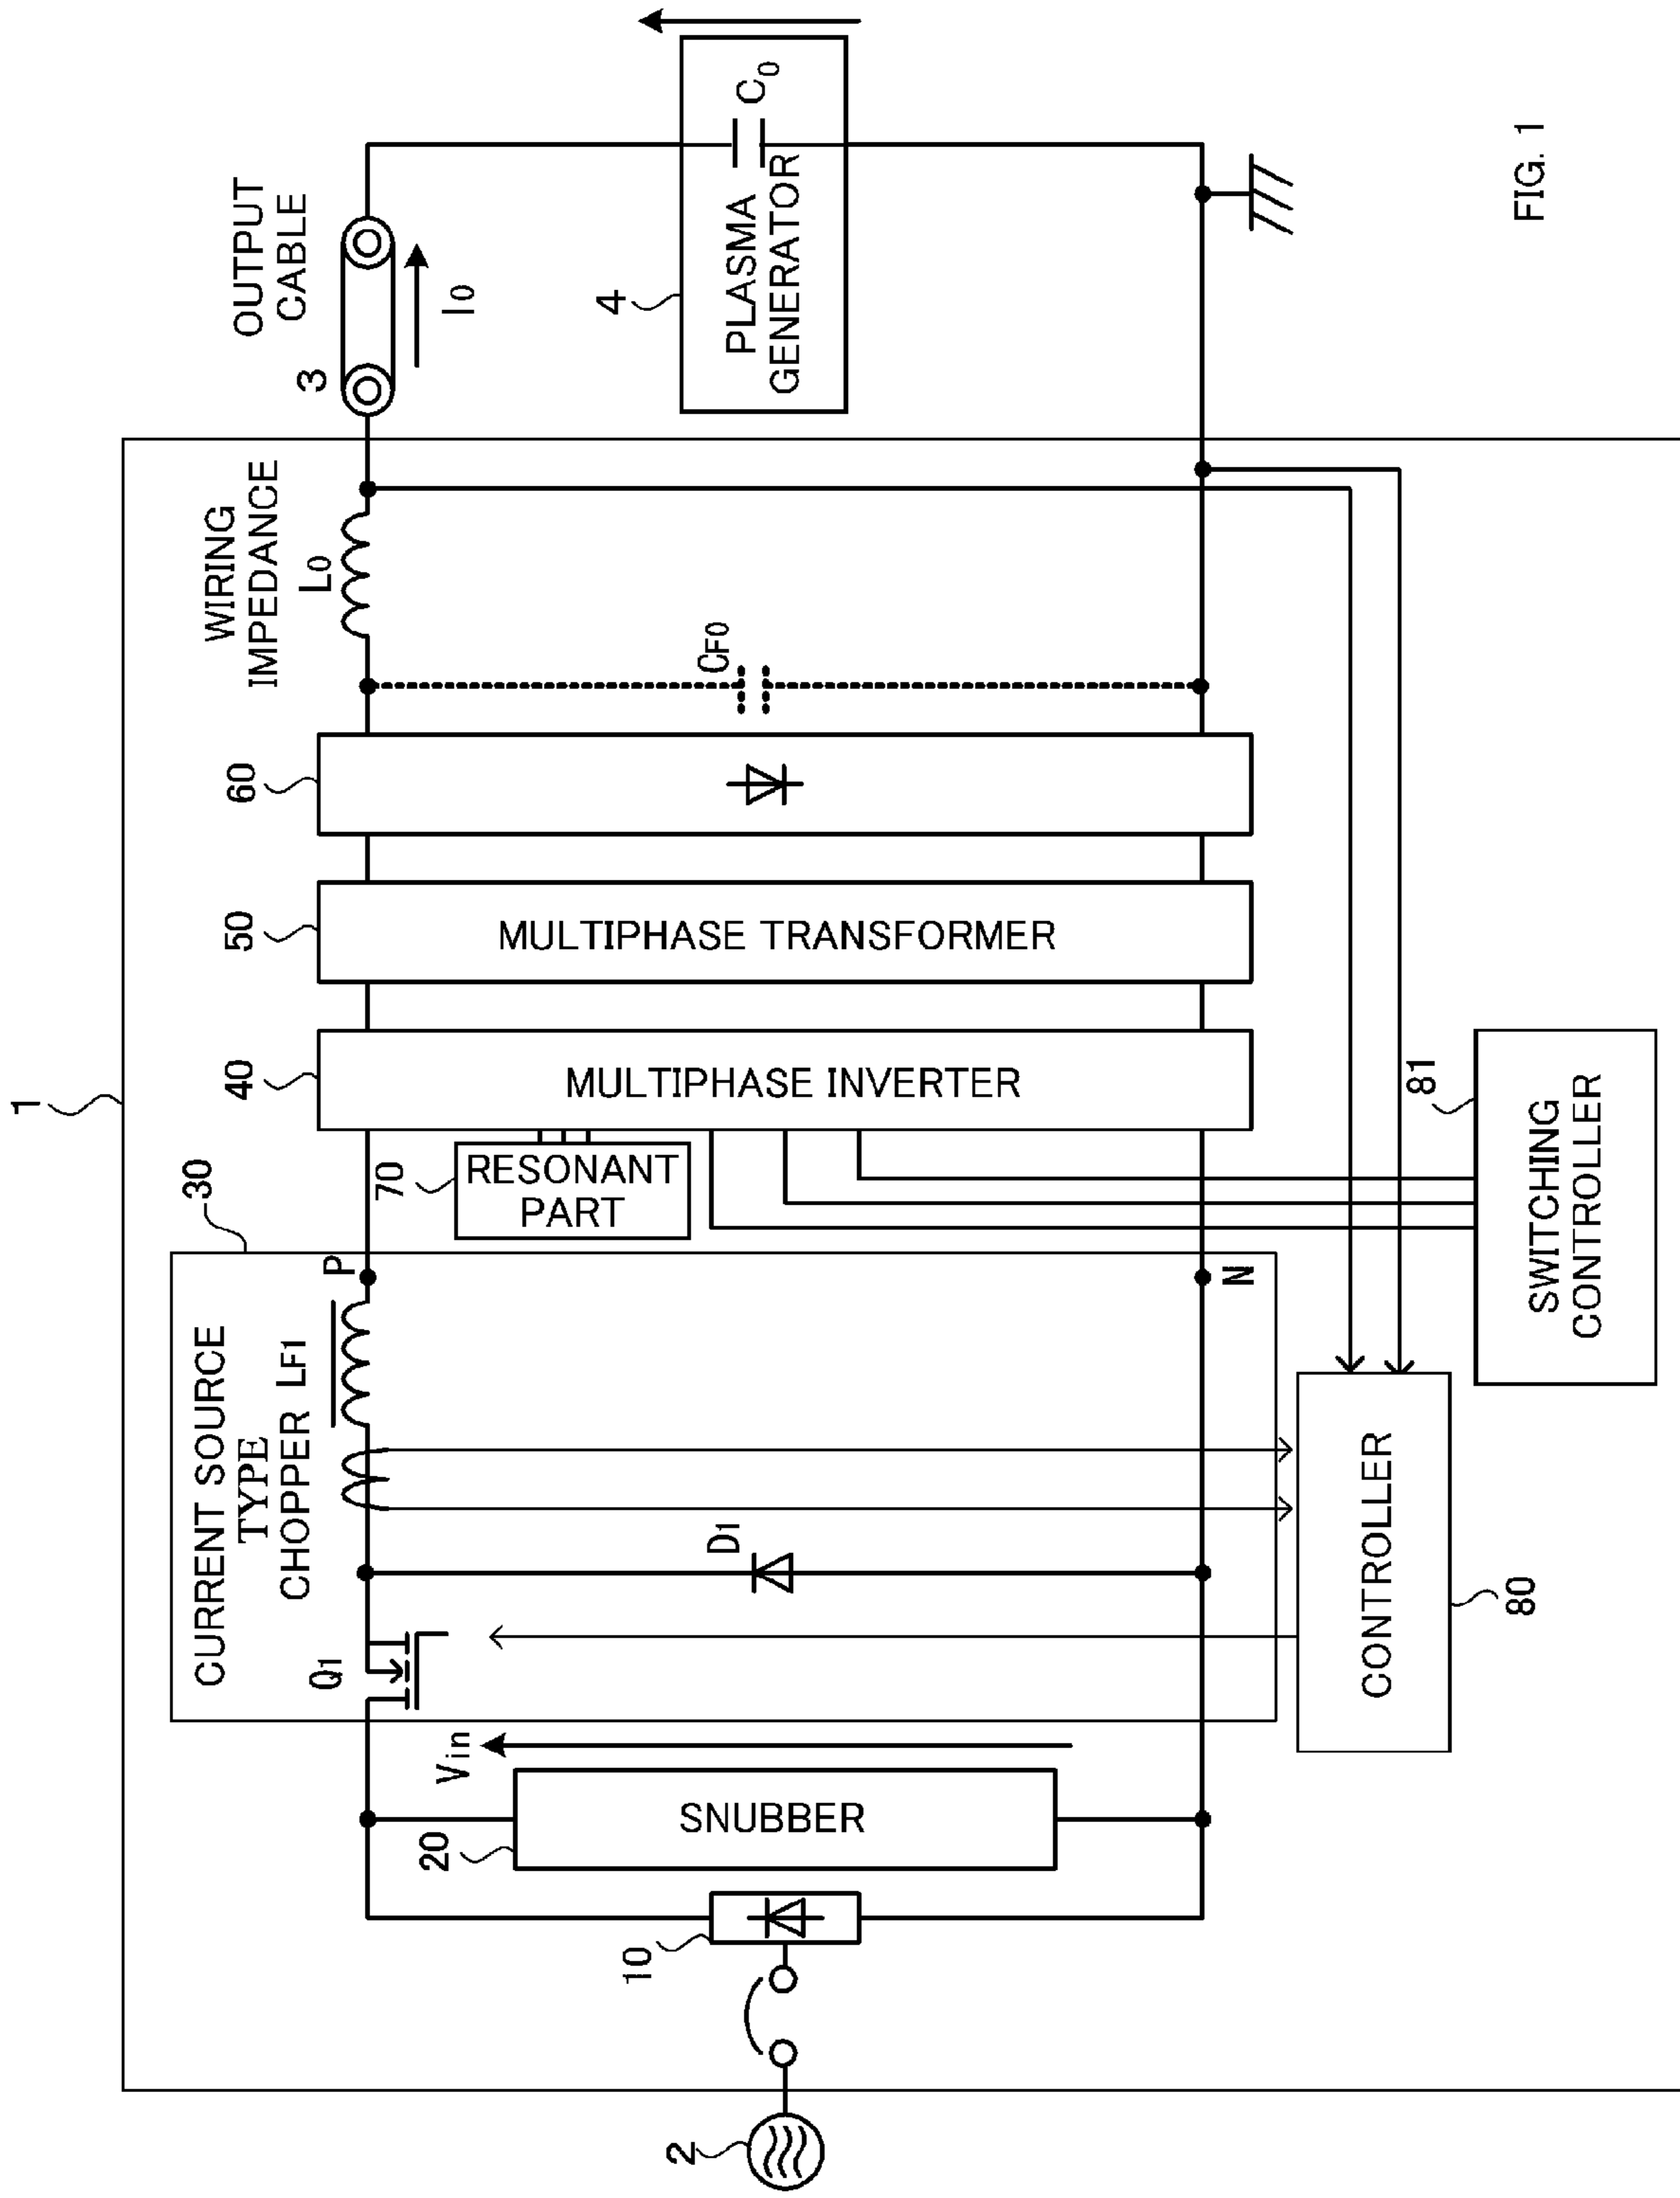 1
CURRENT SOURCE
TYPE
CHOPPER LF1
30
P
Q1
D1
N
Vin
SNUBBER
20
10
2
70
RESONANT
PART
40
MULTIPHASE INVERTER
50
MULTIPHASE TRANSFORMER
60
CF0
WIRING
IMPEDANCE
L0
OUTPUT
CABLE
3
I0
4
PLASMA
GENERATOR
C0
CONTROLLER
80
81
SWITCHING
CONTROLLER
FIG. 1